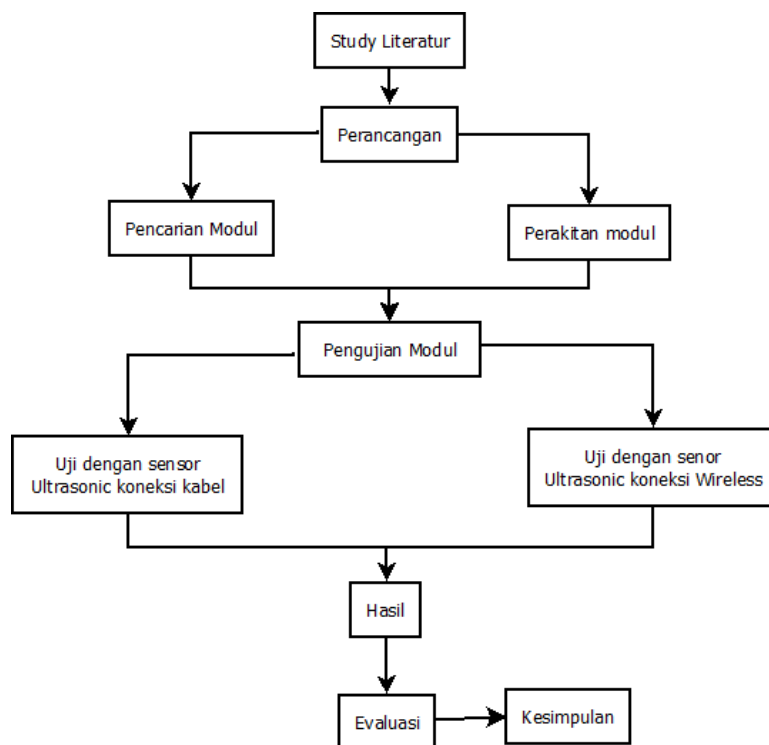 Study Literatur
Perancangan
Pencarian Modul
Perakitan modul
Pengujian Modul
Uji dengan sensor
Ultrasonic koneksi kabel
Uji dengan senor
Ultrasonic koneksi Wireless
Hasil
Evaluasi
Kesimpulan